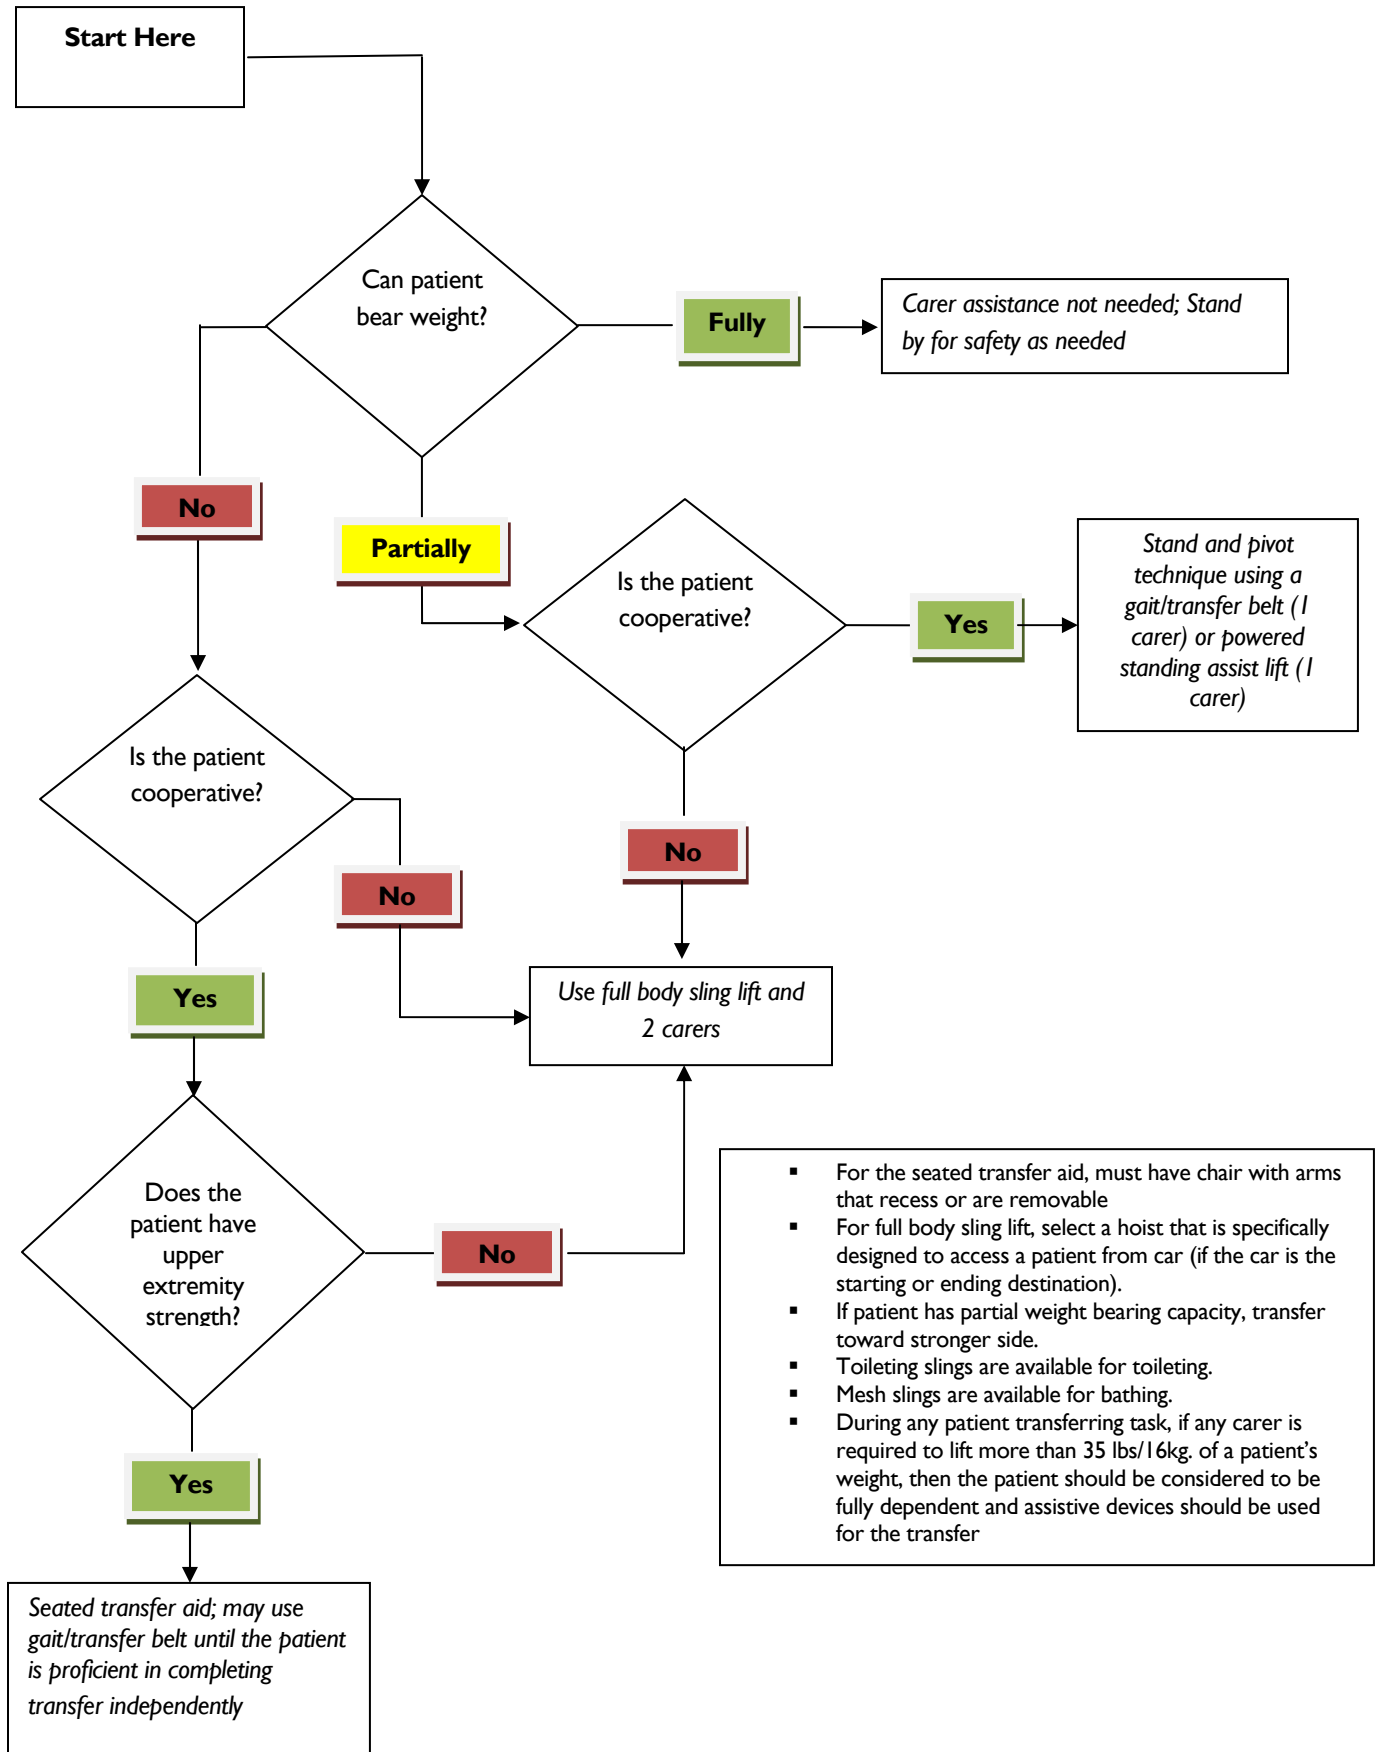 Start Here
Can patient
bear weight?
Fully
Carer assistance not needed; Stand
by for safety as needed
No
Partially
Is the patient
cooperative?
Yes
Stand and pivot
technique using a
gait/transfer belt (1
carer) or powered
standing assist lift (1
carer)
Is the patient
cooperative?
No
No
Yes
Use full body sling lift and
2 carers
Does the
patient have
upper
extremity
strength?
No
▪ For the seated transfer aid, must have chair with arms
that recess or are removable
▪ For full body sling lift, select a hoist that is specifically
designed to access a patient from car (if the car is the
starting or ending destination).
▪ If patient has partial weight bearing capacity, transfer
toward stronger side.
▪ Toileting slings are available for toileting.
▪ Mesh slings are available for bathing.
▪ During any patient transferring task, if any carer is
required to lift more than 35 lbs/16kg. of a patient's
weight, then the patient should be considered to be
fully dependent and assistive devices should be used
for the transfer
Yes
Seated transfer aid; may use
gait/transfer belt until the patient
is proficient in completing
transfer independently